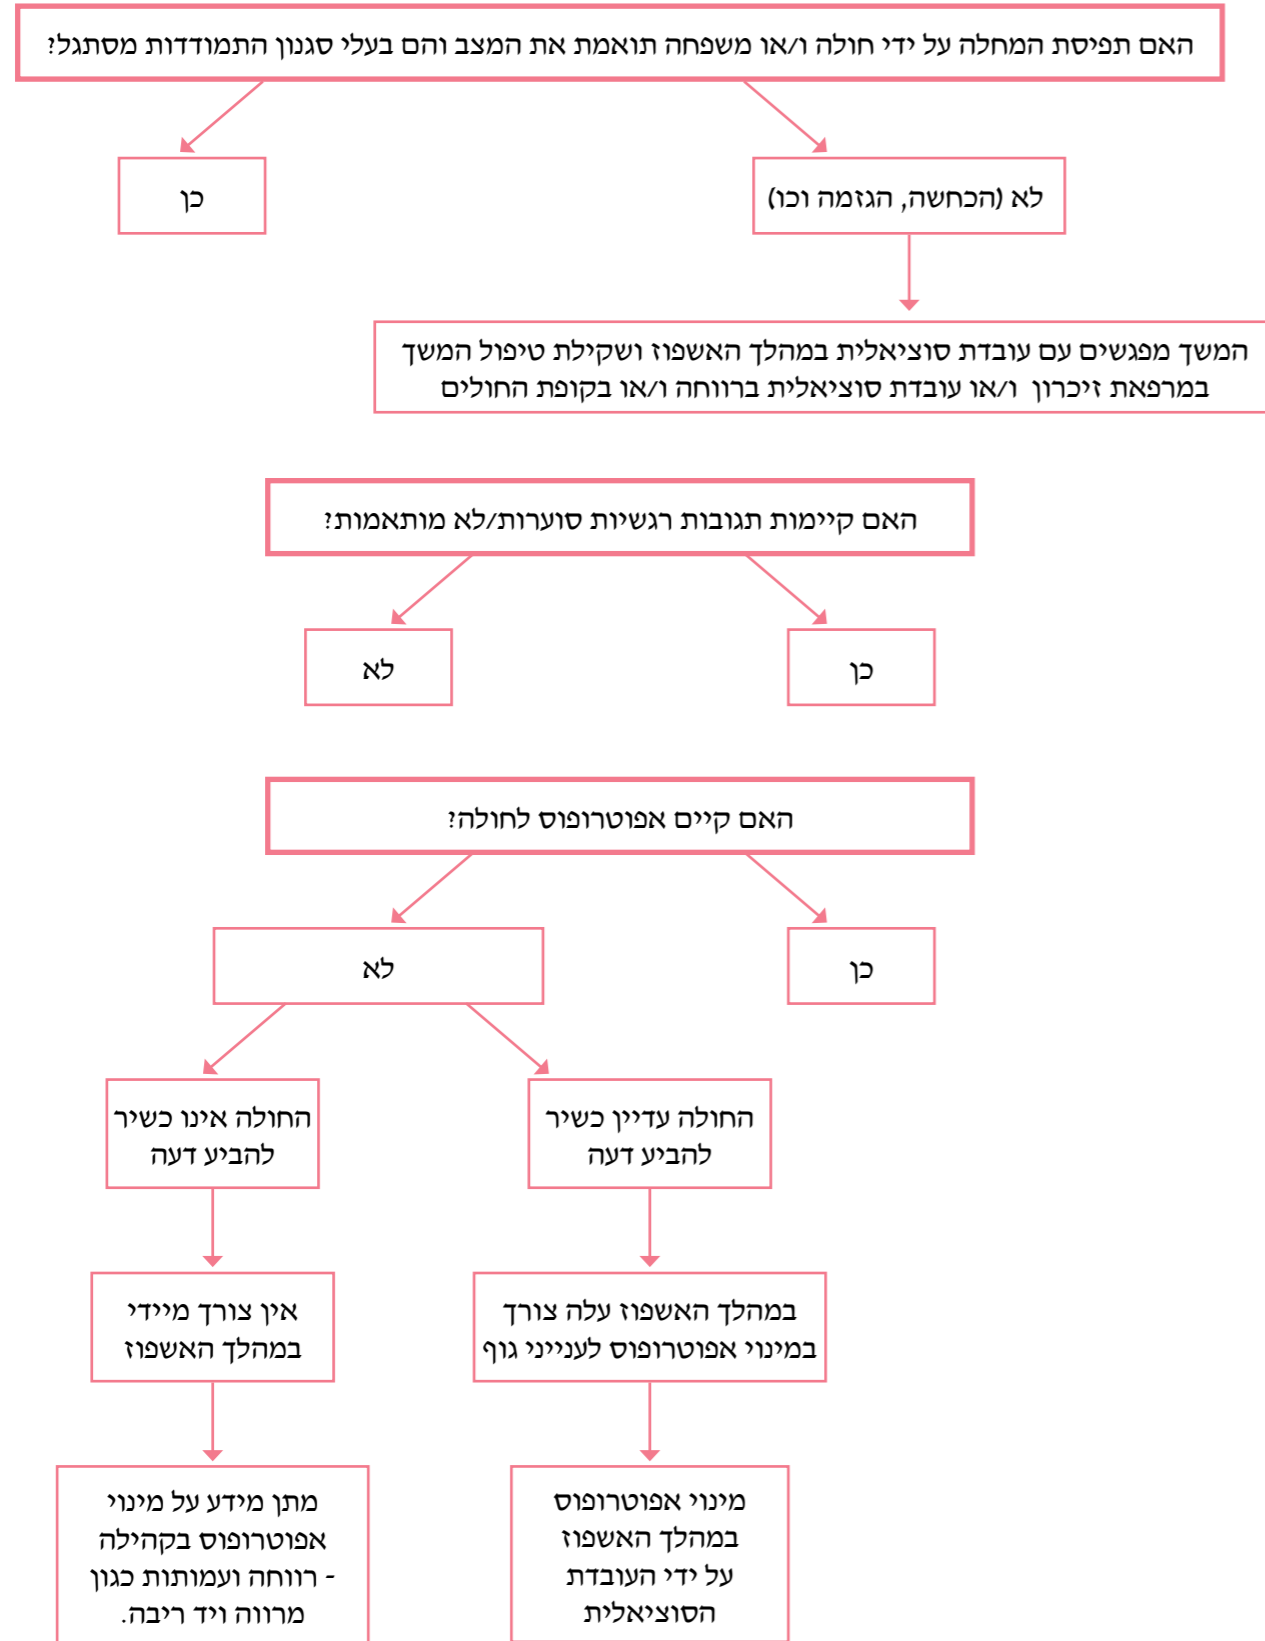 האם תפיסת המחלה על ידי חולה ו/או משפחה תואמת את המצב והם בעלי סגנון התמודדות מסתגל?
לא (הכחשה, הגזמה וכו)
כן
המשך מפגשים עם עובדת סוציאלית במהלך האשפוז ושקילת טיפול המשך
במרפאת זיכרון ו/או עובדת סוציאלית ברווחה ו/או בקופת החולים
האם קיימות תגובות רגשיות סוערות/לא מותאמות?
כן
לא
האם קיים אפוטרופוס לחולה?
כן
לא
החולה עדיין כשיר
להביע דעה
החולה אינו כשיר
להביע דעה
במהלך האשפוז עלה צורך
במינוי אפוטרופוס לענייני גוף
אין צורך מיידי
במהלך האשפוז
מינוי אפוטרופוס
במהלך האשפוז
על ידי העובדת
הסוציאלית
מתן מידע על מינוי
אפוטרופוס בקהילה
- רווחה ועמותות כגון
מרווה ויד ריבה.